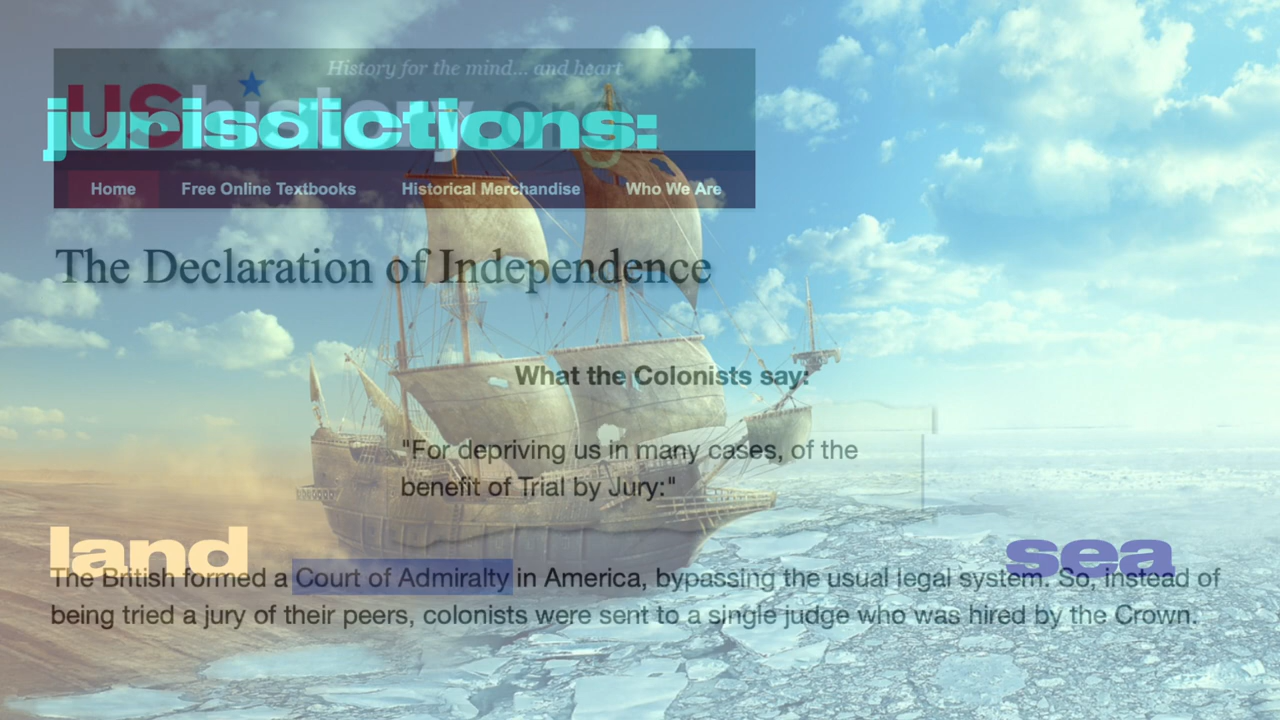 History for the mind... and heart
UShistory.org
jurisdictions:
Home Free Online Textbooks Historical Merchandise Who We Are
The Declaration of Independence
What the Colonists say:
"For depriving us in many cases, of the
benefit of Trial by Jury:"
land
sea
The British formed a Court of Admiralty in America, bypassing the usual legal system. So, instead of
being tried a jury of their peers, colonists were sent to a single judge who was hired by the Crown.